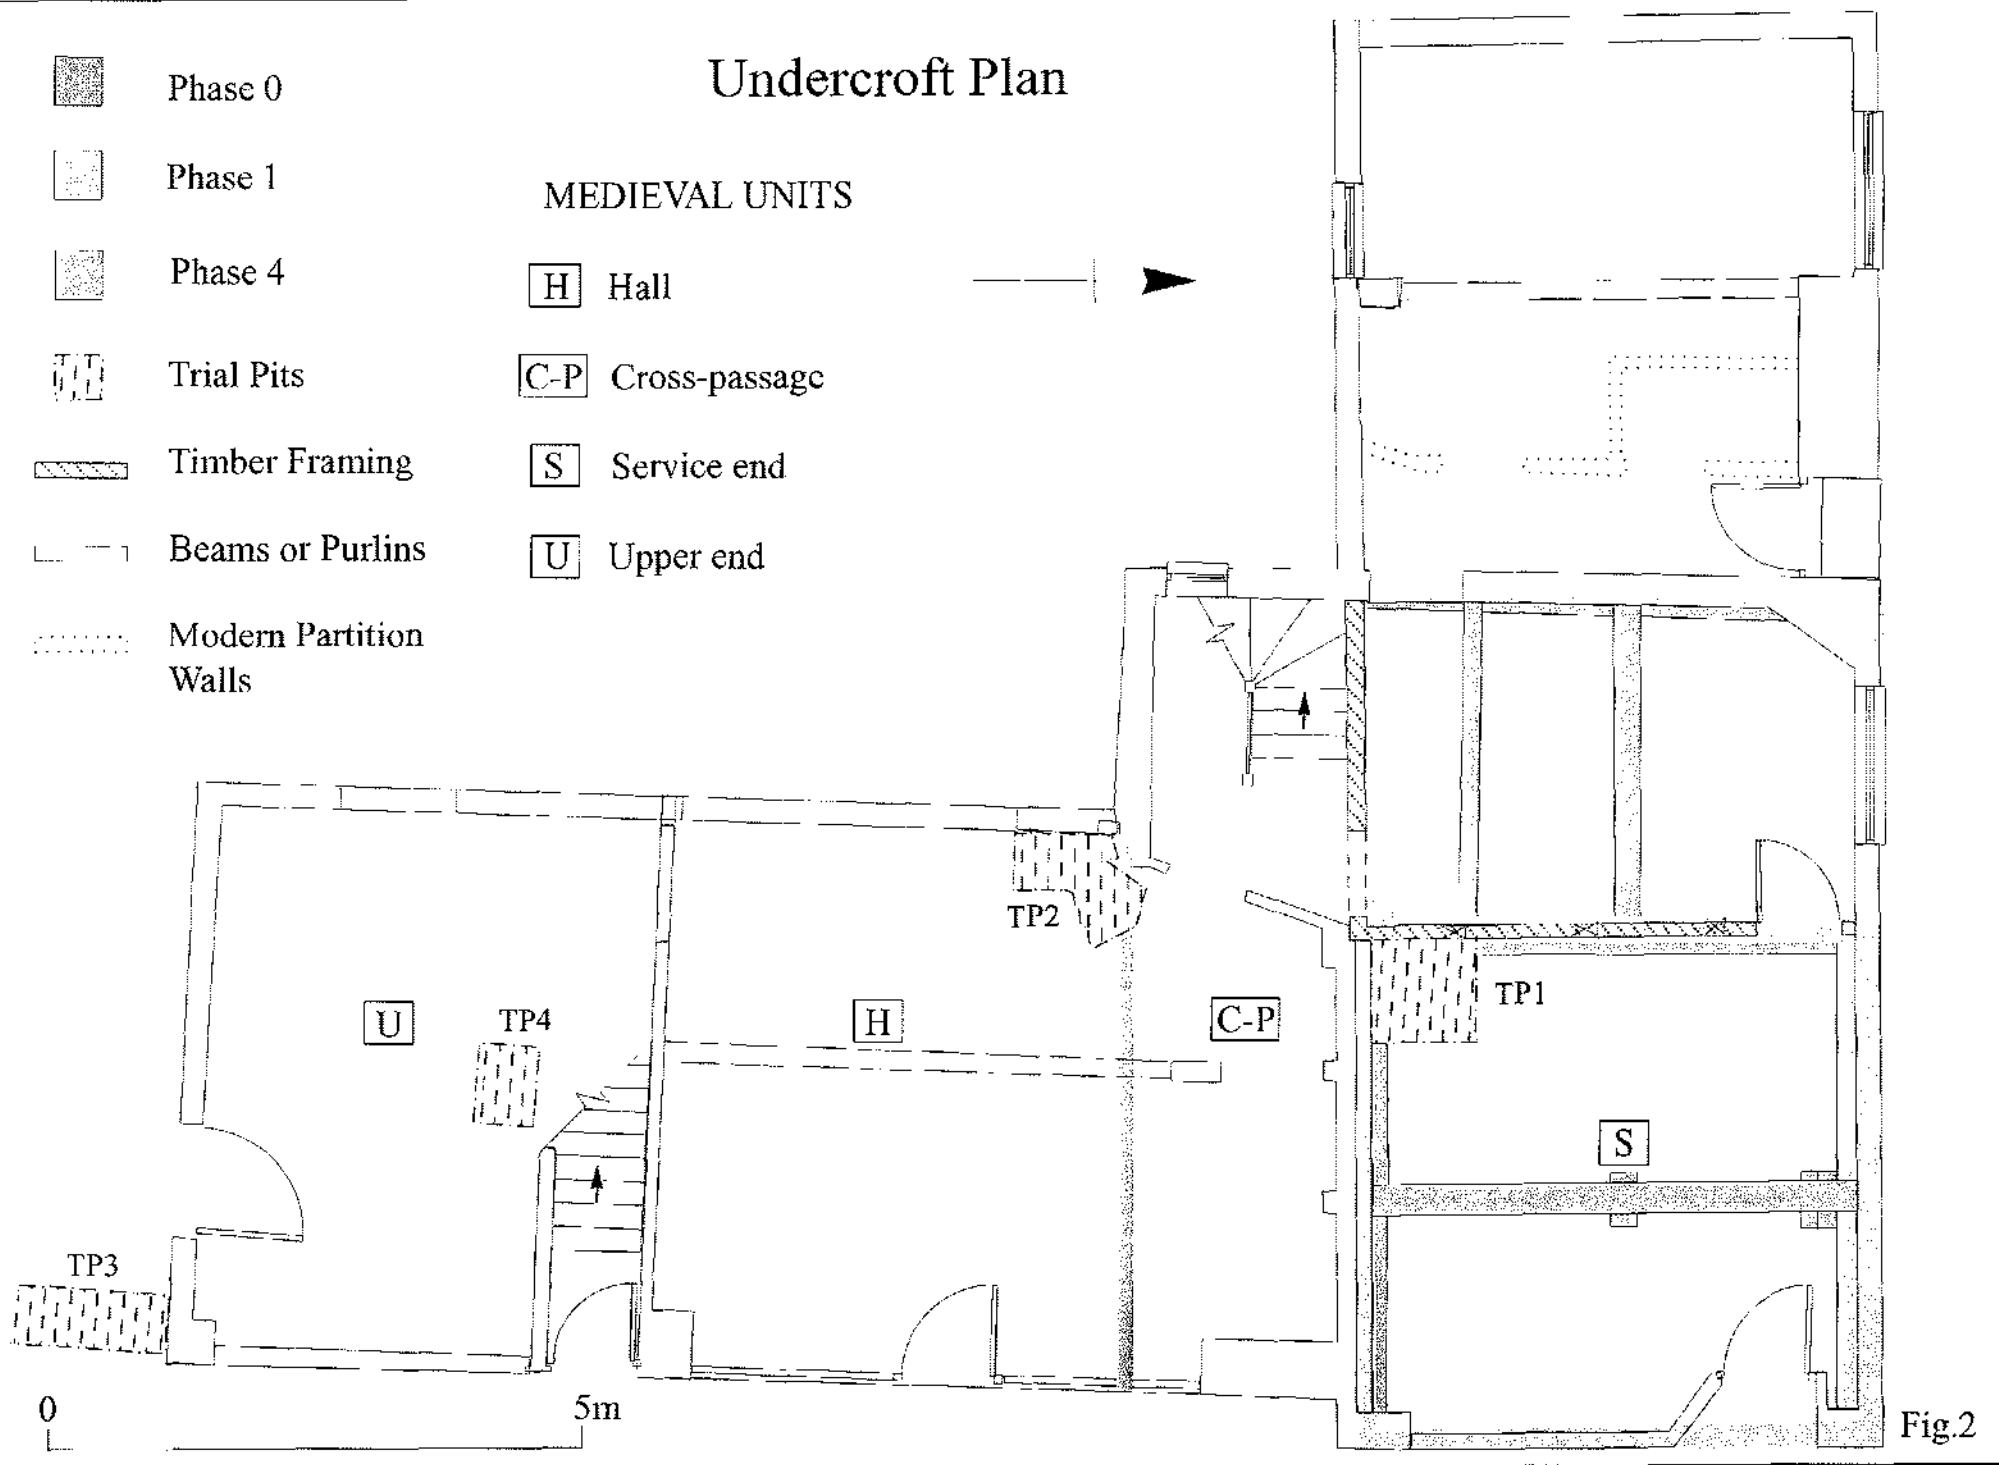 Undercroft Plan
Phase 0
Phase 1
Phase 4
Trial Pits
Timber Framing
Beams or Purlins
Modern Partition
Walls
MEDIEVAL UNITS
H Hall
C-P Cross-passage
S Service end
U Upper end
TP2
TP1
U
TP4
H
C-P
S
TP3
0
5m
Fig.2